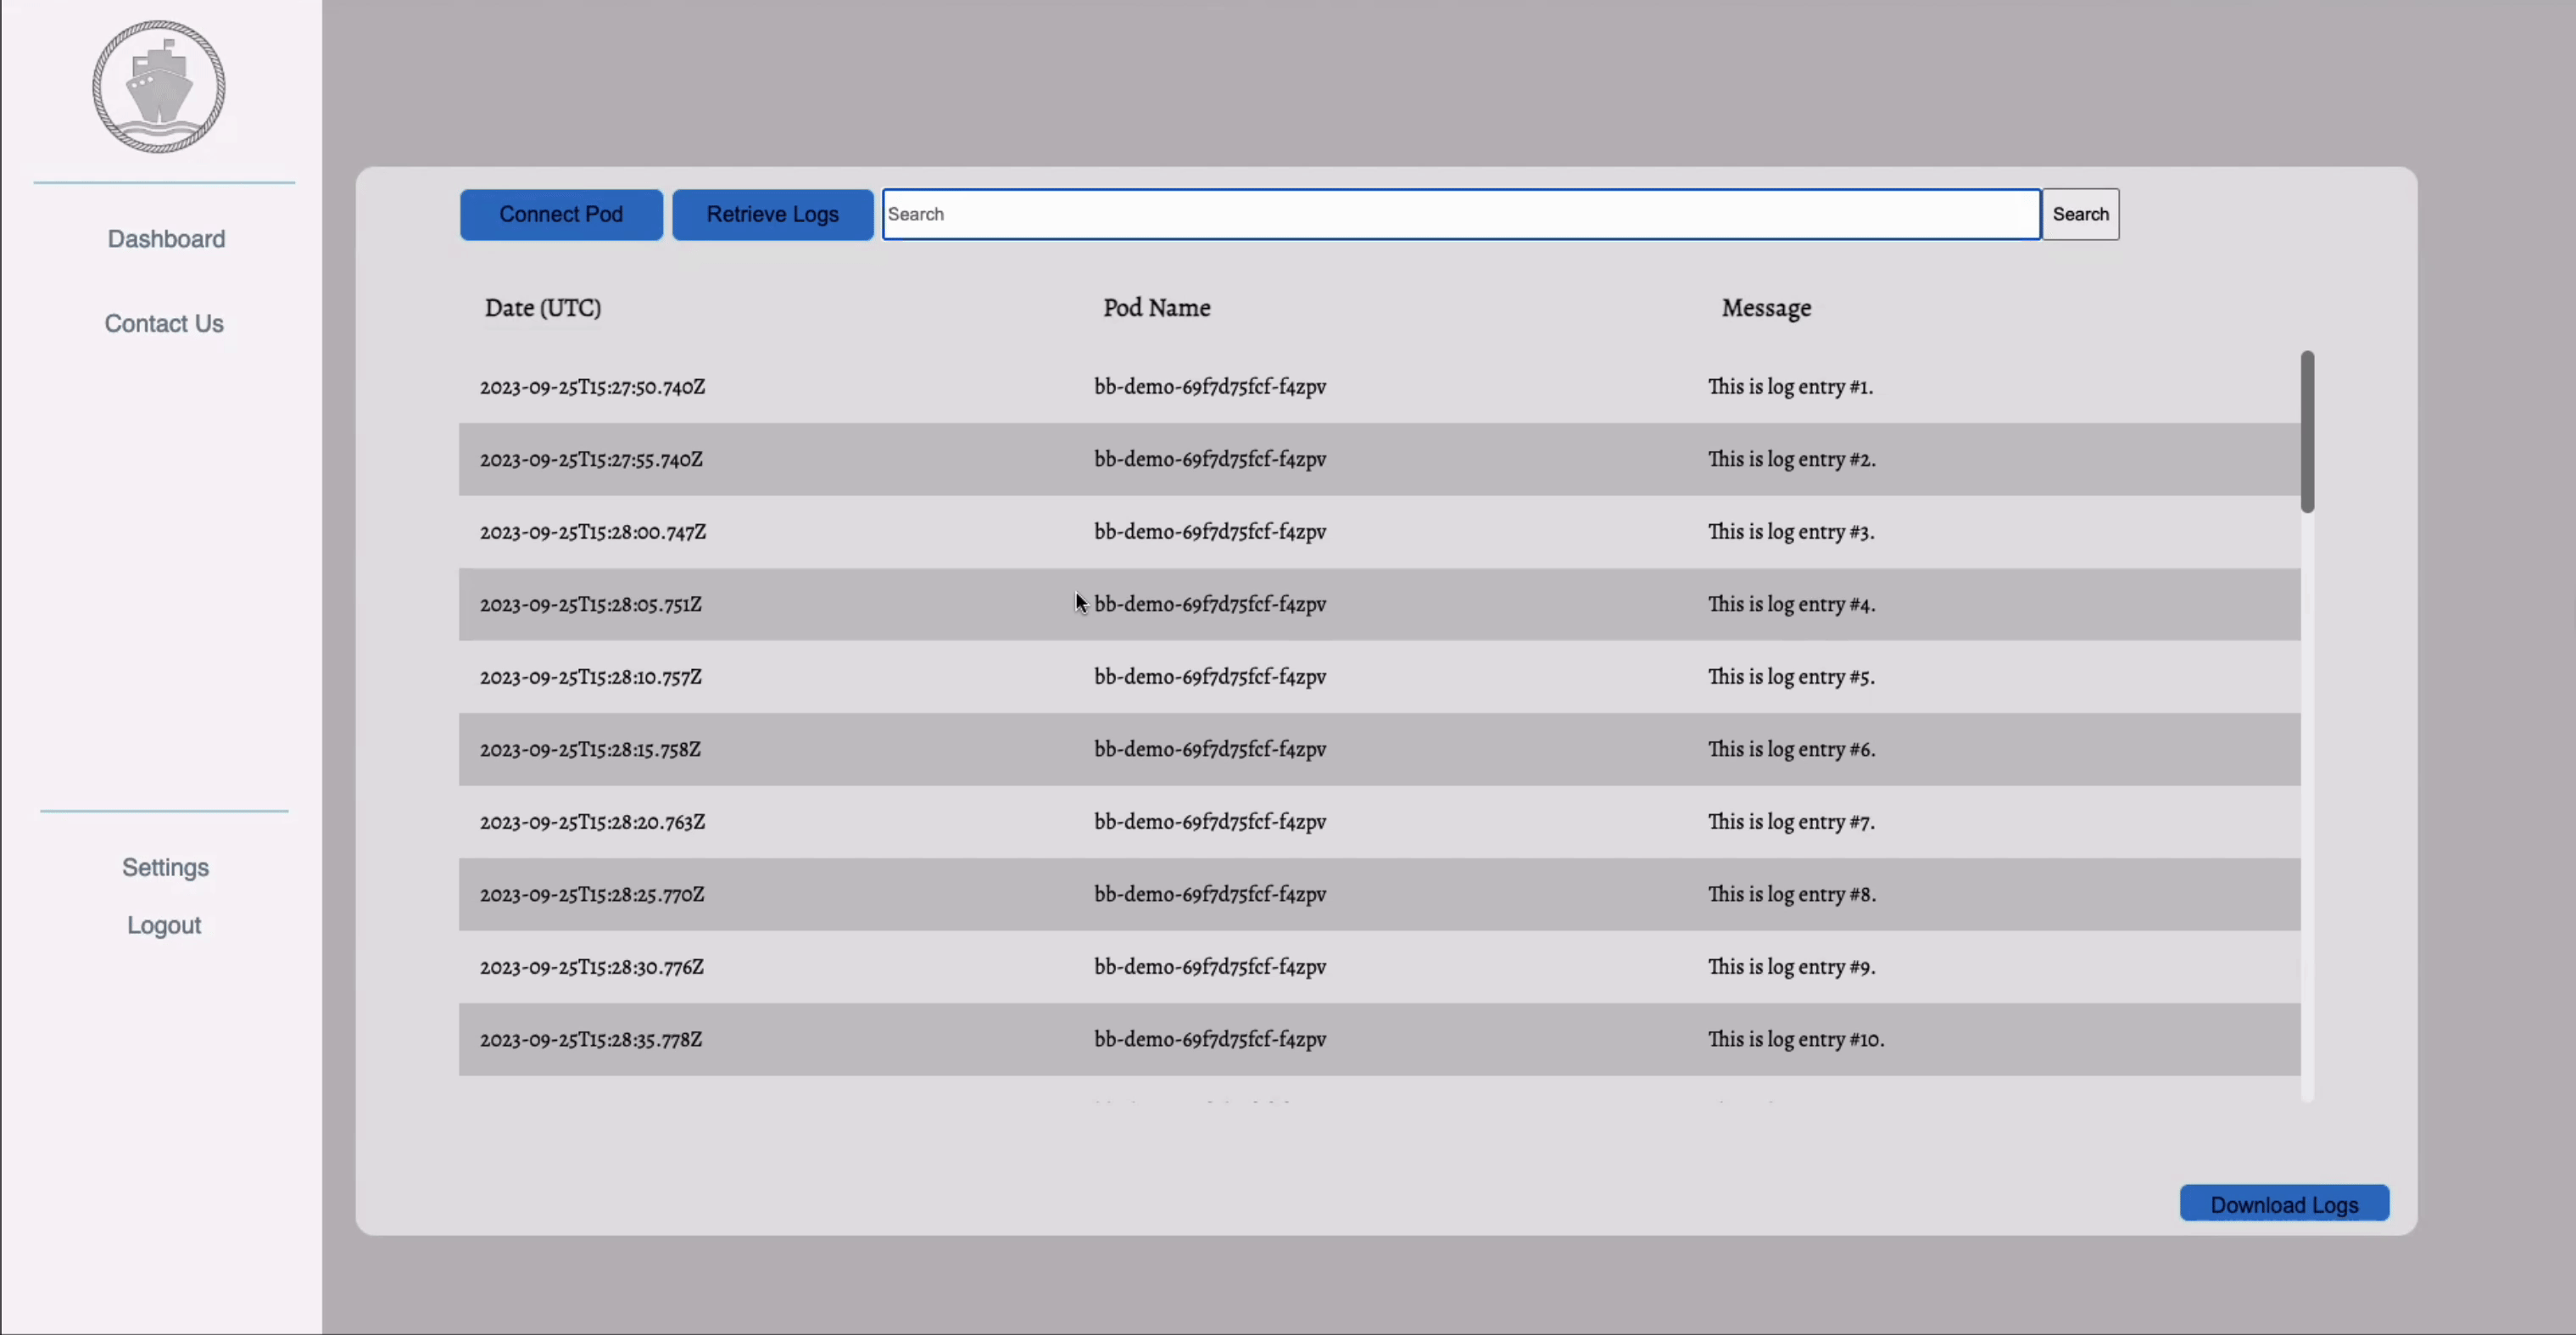 Dashboard
Contact Us
Settings
Logout
Connect Pod Retrieve Logs Search Search
Date (UTC) Pod Name Message
2023-09-25T15:27:50.740Z bb-demo-69f7d75fcf-f4zpv This is log entry #1.
2023-09-25T15:27:55.740Z bb-demo-69f7d75fcf-f4zpv This is log entry #2.
2023-09-25T15:28:00.747Z bb-demo-69f7d75fcf-f4zpv This is log entry #3.
2023-09-25T15:28:05.751Z bb-demo-69f7d75fcf-f4zpv This is log entry #4.
2023-09-25T15:28:10.757Z bb-demo-69f7d75fcf-f4zpv This is log entry #5.
2023-09-25T15:28:15.758Z bb-demo-69f7d75fcf-f4zpv This is log entry #6.
2023-09-25T15:28:20.763Z bb-demo-69f7d75fcf-f4zpv This is log entry #7.
2023-09-25T15:28:25.770Z bb-demo-69f7d75fcf-f4zpv This is log entry #8.
2023-09-25T15:28:30.776Z bb-demo-69f7d75fcf-f4zpv This is log entry #9.
2023-09-25T15:28:35.778Z bb-demo-69f7d75fcf-f4zpv This is log entry #10.
Download Logs